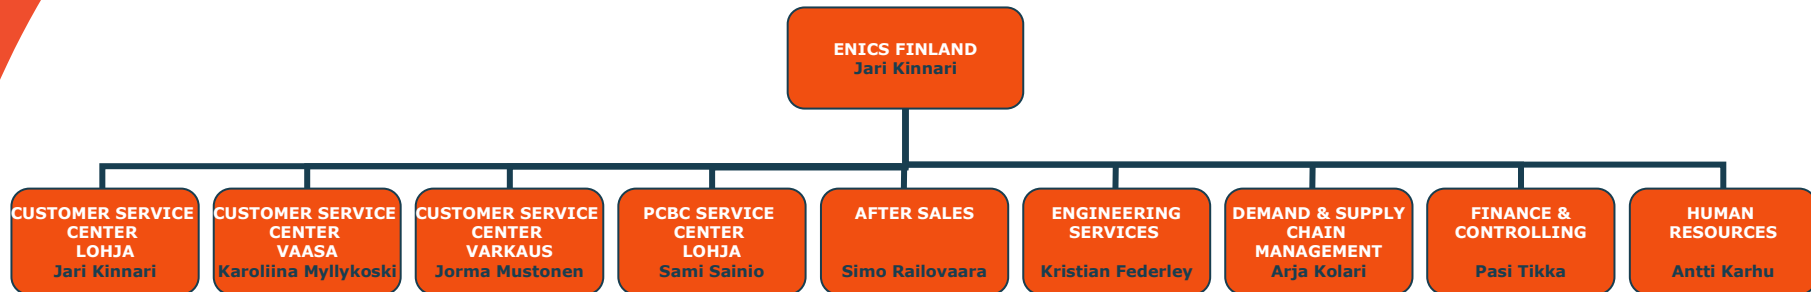 ENICS FINLAND
Jari Kinnari
CUSTOMER SERVICE
CENTER
LOHJA
Jari Kinnari
CUSTOMER SERVICE
CENTER
VAASA
Karoliina Myllykoski
CUSTOMER SERVICE
CENTER
VARKAUS
Jorma Mustonen
PCBC SERVICE
CENTER
LOHJA
Sami Sainio
AFTER SALES
Simo Railovaara
ENGINEERING
SERVICES
Kristian Federley
DEMAND & SUPPLY
CHAIN
MANAGEMENT
Arja Kolari
FINANCE &
CONTROLLING
Pasi Tikka
HUMAN
RESOURCES
Antti Karhu